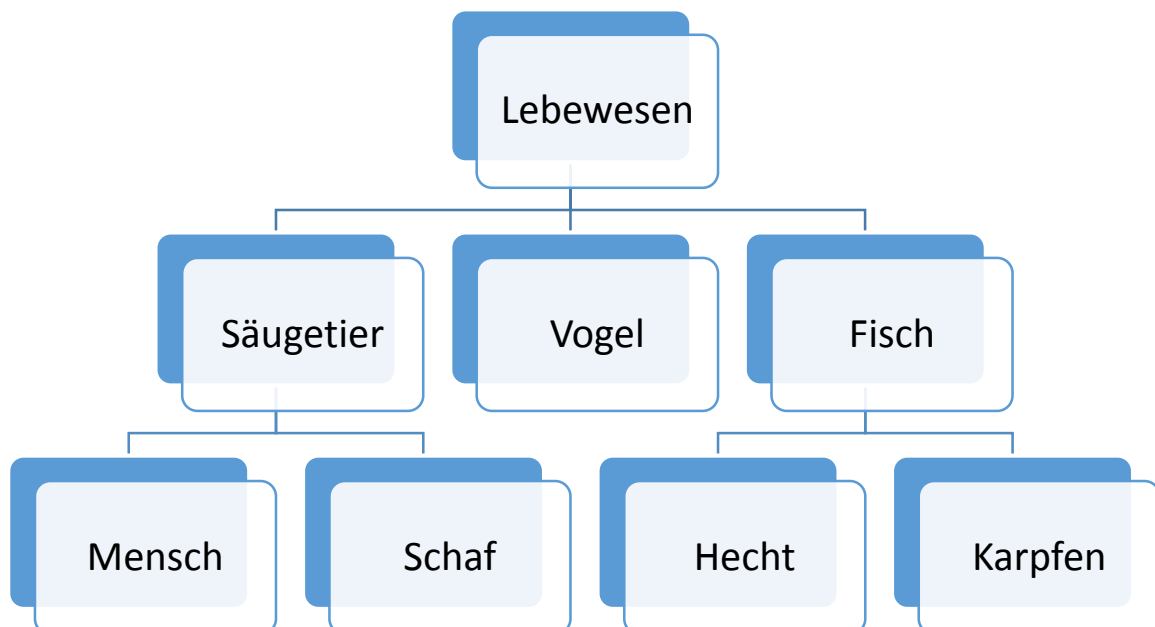 Lebewesen
Säugetier
Vogel
Fisch
Mensch
Schaf
Hecht
Karpfen